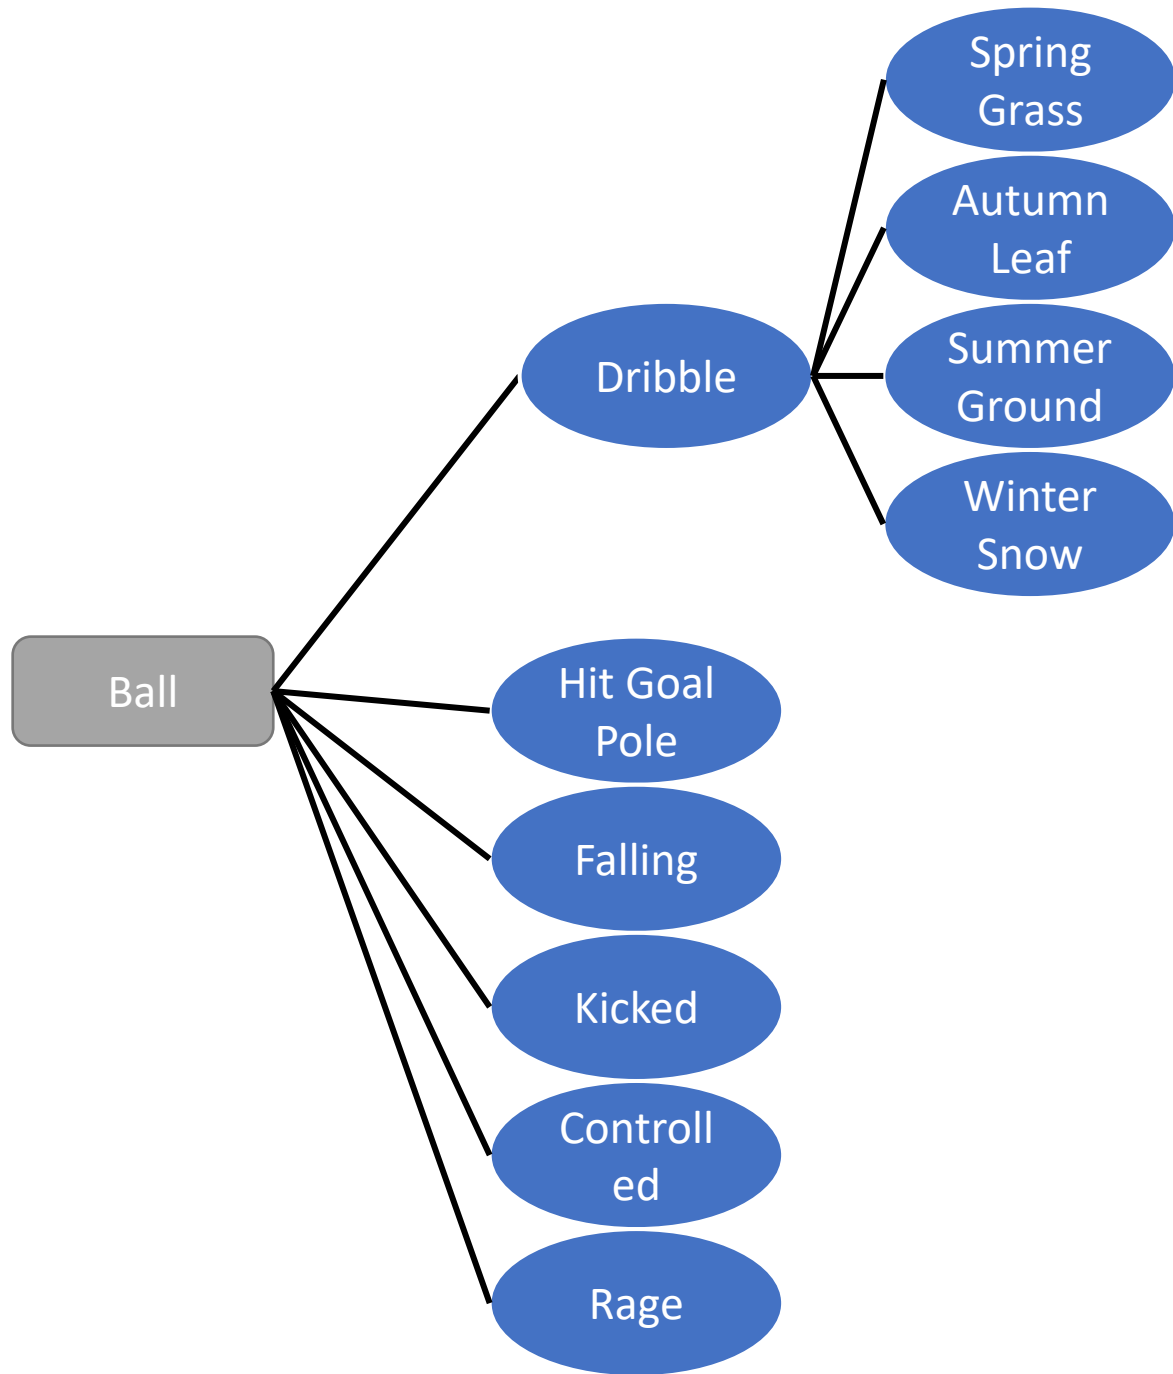 Spring
Grass
Autumn
Leaf
Summer
Ground
Winter
Snow
Dribble
Ball
Hit Goal
Pole
Falling
Kicked
Controll
ed
Rage